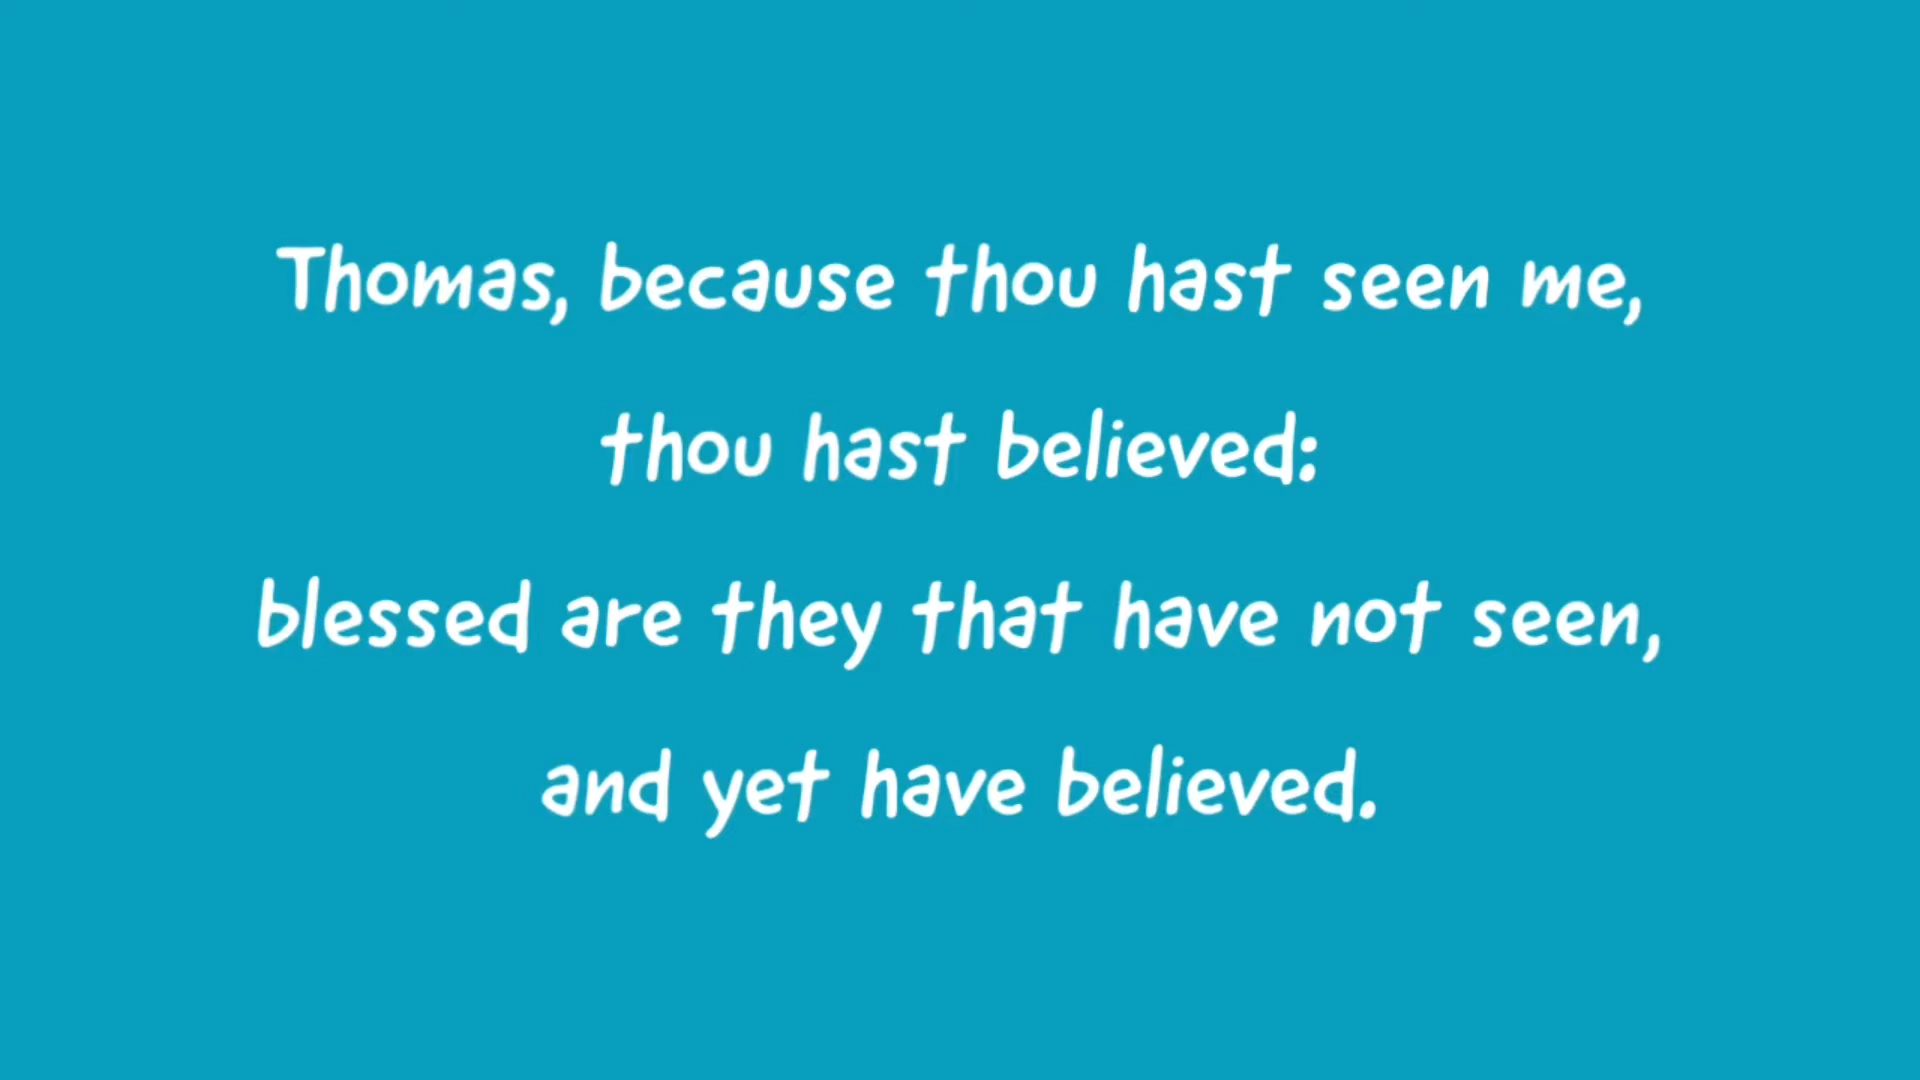 Thomas, because thou hast seen me,
thou hast believed:
blessed are they that have not seen,
and yet have believed.